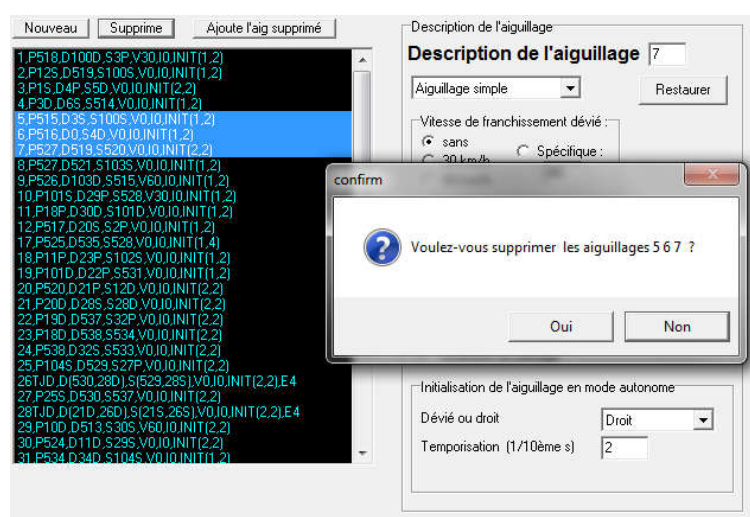 Nouveau
Supprime
Ajoute l'aig supprimé
1,P518,D100D,S3P,V30,I0,INIT(1,2)
2,P12S,D519,S100S,V0,I0,INIT(1,2)
3,P1S,D4P,S5D,V0,I0,INIT(2,2)
4,P3D,D6S,S514,V0,I0,INIT(1,2)
5,P515,D3S,S100S,V0,I0,INIT(1,2)
6,P516,D0,S4D,V0,I0,INIT(1,2)
7,P527,D519,S520,V0,I0,INIT(2,2)
8,P527,D521,S103S,V0,I0,INIT(1,2)
9,P526,D103D,S515,V60,I0,INIT(1,2)
10,P101S,D29P,S528,V30,I0,INIT(1,2)
11,P18P,D30D,S101D,V0,I0,INIT(1,2)
12,P517,D20S,S2P,V0,I0,INIT(1,2)
17,P525,D535,S528,V0,I0,INIT(1,4)
18,P11P,D23P,S102S,V0,I0,INIT(1,2)
19,P101D,D22P,S531,V0,I0,INIT(1,2)
20,P520,D21P,S12D,V0,I0,INIT(2,2)
21,P20D,D28S,S28D,V0,I0,INIT(2,2)
22,P19D,D537,S32P,V0,I0,INIT(2,2)
23,P18D,D538,S534,V0,I0,INIT(2,2)
24,P538,D32S,S533,V0,I0,INIT(2,2)
25,P104S,D529,S27P,V0,I0,INIT(2,2)
26TJD,D(530,28D),S(529,28S),V0,I0,INIT(2,2),E4
27,P25S,D530,S537,V0,I0,INIT(2,2)
28TJD,D(21D,26D),S(21S,26S),V0,I0,INIT(2,2),E4
29,P10D,D513,S30S,V60,I0,INIT(2,2)
30,P524,D11D,S29S,V0,I0,INIT(2,2)
31,P534,D34D,S104S,V0,I0,INIT(1,2)
Description de l'aiguillage
Description de l'aiguillage 7
Aiguillage simple
Restaurer
Vitesse de franchissement dévié :
sans
30 km/h
Spécifique :
confirm
Voulez-vous supprimer les aiguillages 5 6 7 ?
Oui
Non
Initialisation de l'aiguillage en mode autonome
Dévié ou droit
Droit
Temporisation (1/10ème s)
2